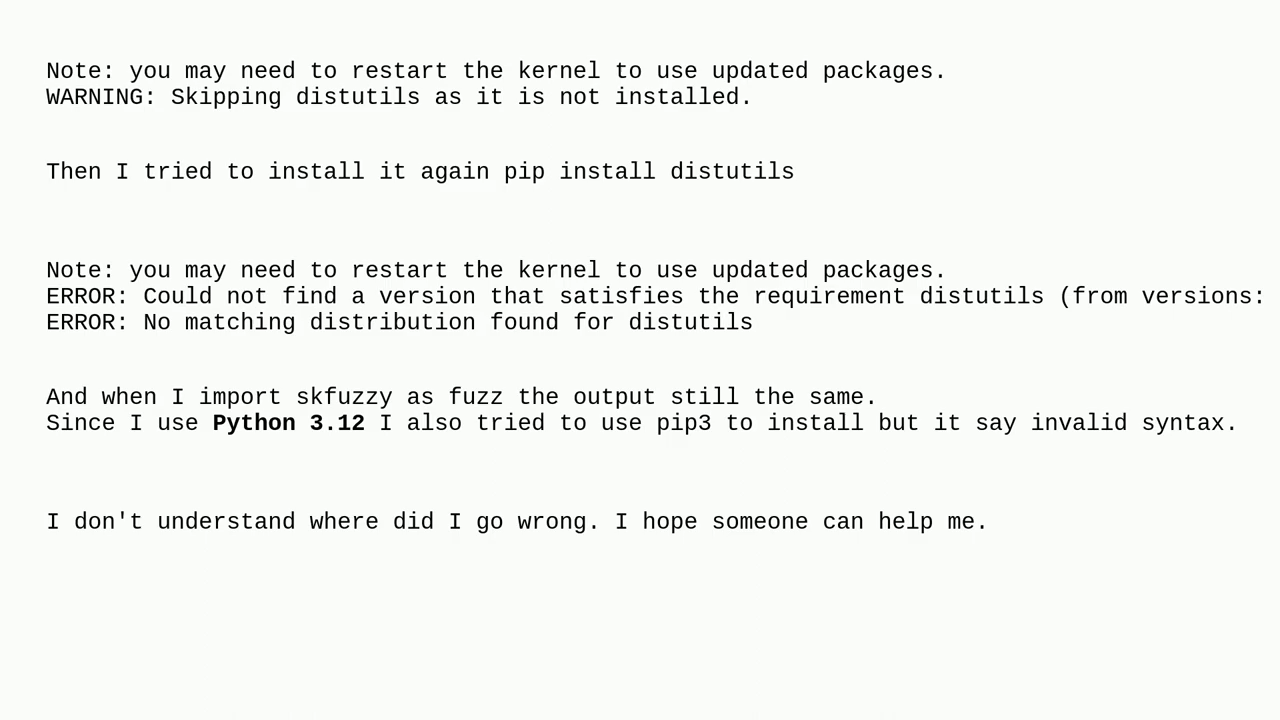 Note: you may need to restart the kernel to use updated packages.
WARNING: Skipping distutils as it is not installed.
Then I tried to install it again pip install distutils
Note: you may need to restart the kernel to use updated packages.
ERROR: Could not find a version that satisfies the requirement distutils (from versions:
ERROR: No matching distribution found for distutils
And when I import skfuzzy as fuzz the output still the same.
Since I use Python 3.12 I also tried to use pip3 to install but it say invalid syntax.
I don't understand where did I go wrong. I hope someone can help me.